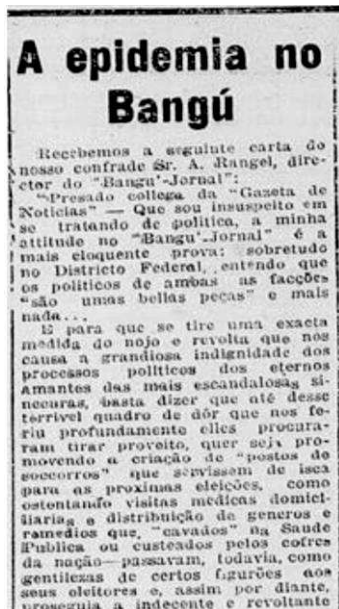 A epidemia no
Bangú
Recebemos a seguinte carta do
nosso confrade Sr. A. Rangel, dire-
ctor do "Bangu'-Jornal":
"Presado collega da "Gazeta de
Noticias" — Que sou insuspeito em
se tratando de politica, a minha
attitude no "Bangu'-Jornal" é a
mais eloquente prova: sobretudo
no Districto Federal, entendo que
os politicos de ambas as facções
"são umas bellas peças" e mais
nada...
E para que se tire uma exacta
medida do nojo e revolta que nos
causa a grandiosa indignidade dos
processos politicos dos eternos
amantes das mais escandalosas si-
necuras, basta dizer que até desse
terrivel quadro de dôr que nos fe-
riu profundamente elles procura-
ram tirar proveito, quer seja pro-
movendo a criação de "postos de
soccorros" que servissem de isca
para as proximas eleições, como
ostentando visitas medicas domici-
liarias e distribuição de generos e
remedios que, "cavados" na Saude
Publica ou custeados pelos cofres
da nação—passavam, todavia, como
gentilezas de certos figurões aos
seus eleitores e, assim por diante,
proseguia a indecente e revoltante